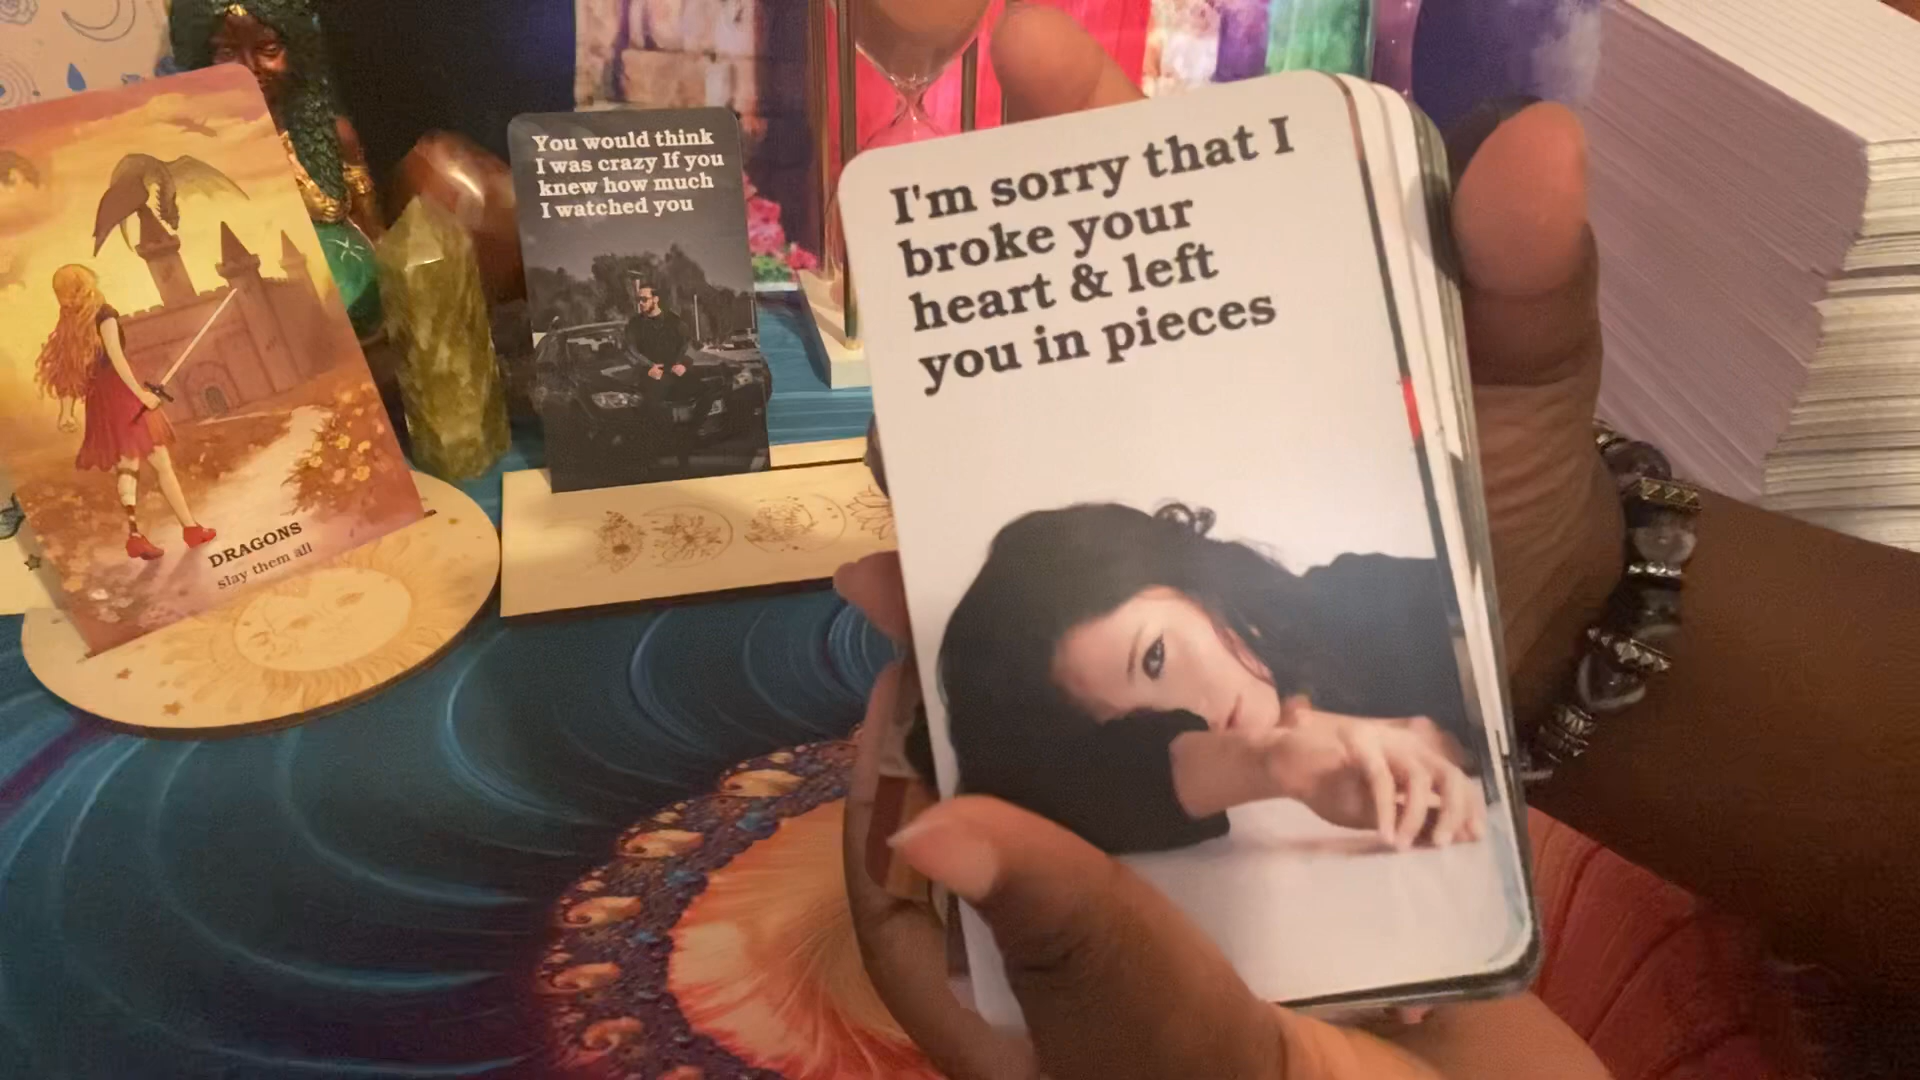 You would think
I was crazy If you
knew how much
I watched you
I'm sorry that I
broke your
heart & left
you in pieces
DRAGONS
slay them all